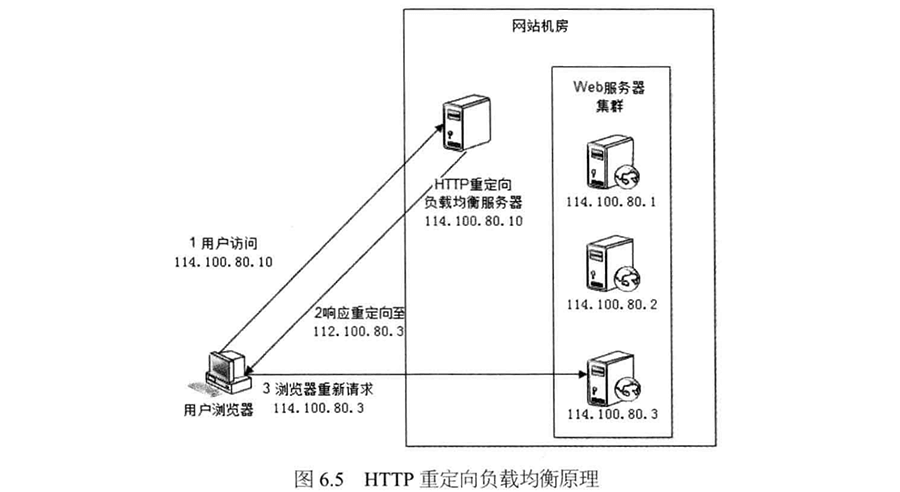 网站机房
Web服务器
集群
HTTP重定向
负载均衡服务器
114.100.80.10
114.100.80.1
1 用户访问
114.100.80.10
114.100.80.2
2响应重定向至
112.100.80.3
3 浏览器重新请求
114.100.80.3
用户浏览器
114.100.80.3
图 6.5 HTTP 重定向负载均衡原理